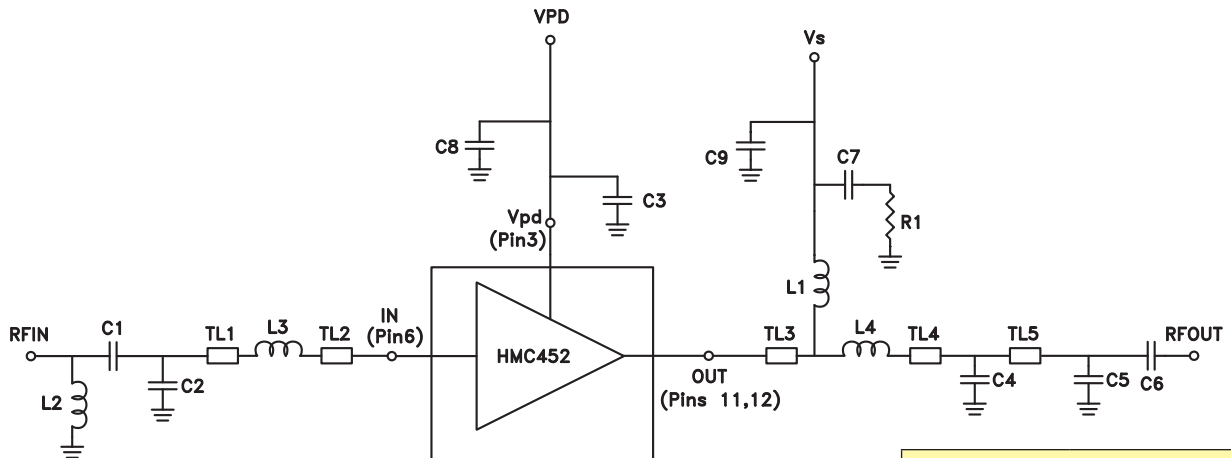 VPD
Vs
C8
C9
C7
C3
Vpd
(Pin3)
R1
L1
RFIN
C1
TL1
L3
TL2
IN
(Pin6)
HMC452
TL3
L4
TL4
TL5
RFOUT
L2
C2
OUT
(Pins 11,12)
C4
C5
C6